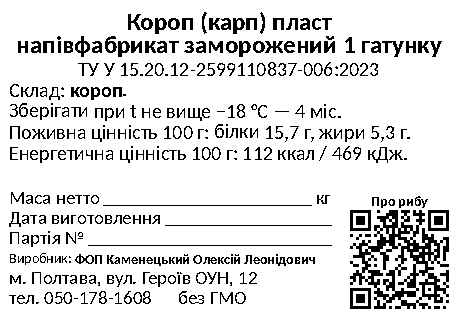 Короп (карп) пласт
напівфабрикат заморожений 1 ґатунку
ТУ У 15.20.12-2599110837-006:2023
Склад: короп.
Зберігати при t не вище −18 °С — 4 міс.
Поживна цінність 100 г: білки 15,7 г, жири 5,3 г.
Енергетична цінність 100 г: 112 ккал / 469 кДж.
Маса нетто ____________________ кг
Про рибу
Дата виготовлення ________________
Партія № ________________________
Виробник: ФОП Каменецький Олексій Леонідович
м. Полтава, вул. Героїв ОУН, 12
тел. 050-178-1608 без ГМО